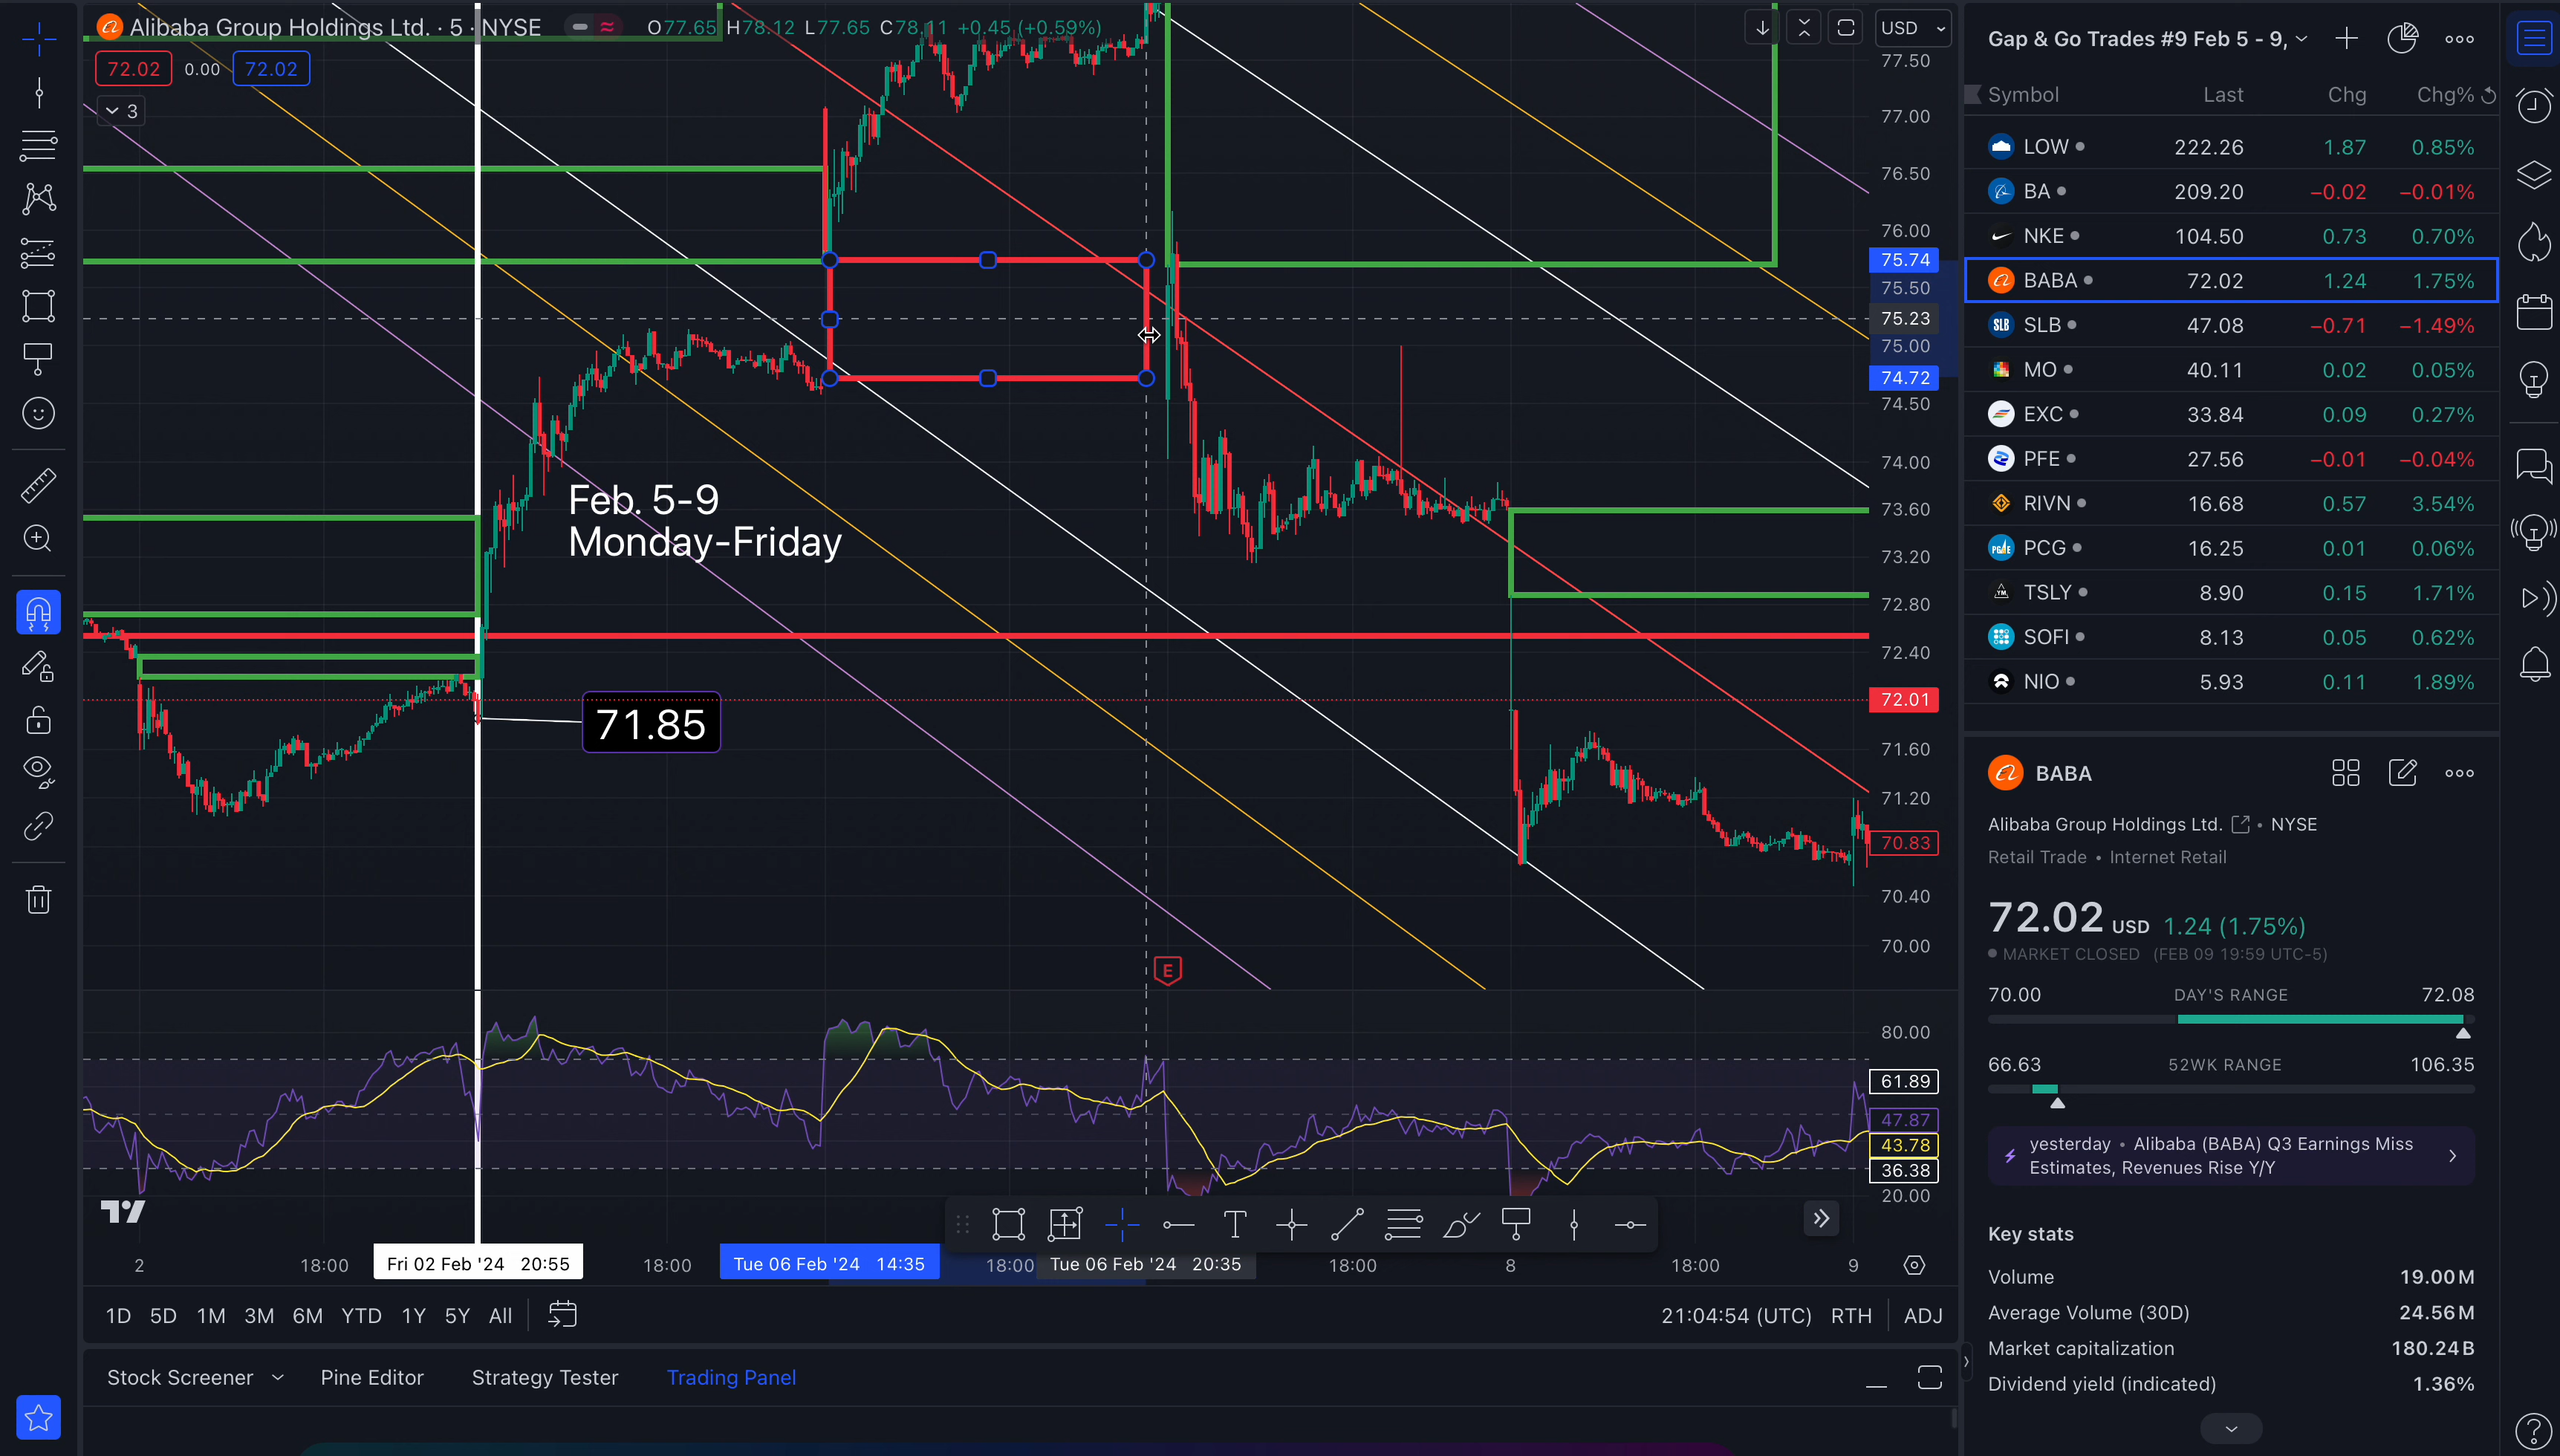 Alibaba Group Holdings Ltd. · 5 · NYSE O77.65 H78.12 L77.65 C78.11 +0.45 (+0.59%)
72.02 0.00 72.02
3
USD
77.50
77.00
76.50
76.00
75.74
75.50
75.23
75.00
74.72
74.50
74.00
73.60
73.20
72.80
72.40
72.01
71.60
71.20
70.83
70.40
70.00
Feb. 5-9
Monday-Friday
71.85
E
80.00
61.89
47.87
43.78
36.38
20.00
2 18:00 Fri 02 Feb '24 20:55 18:00 Tue 06 Feb '24 14:35 18:00 Tue 06 Feb '24 20:35 18:00 8 18:00 9
1D 5D 1M 3M 6M YTD 1Y 5Y All 21:04:54 (UTC) RTH ADJ
Stock Screener Pine Editor Strategy Tester Trading Panel
Gap & Go Trades #9 Feb 5 - 9,
Symbol Last Chg Chg%
LOW 222.26 1.87 0.85%
BA 209.20 −0.02 −0.01%
NKE 104.50 0.73 0.70%
BABA 72.02 1.24 1.75%
SLB SLB 47.08 −0.71 −1.49%
MO 40.11 0.02 0.05%
EXC 33.84 0.09 0.27%
PFE 27.56 −0.01 −0.04%
RIVN 16.68 0.57 3.54%
PG&E PCG 16.25 0.01 0.06%
YM TSLY 8.90 0.15 1.71%
SOFI 8.13 0.05 0.62%
NIO 5.93 0.11 1.89%
BABA
Alibaba Group Holdings Ltd. • NYSE
Retail Trade • Internet Retail
72.02 USD 1.24 (1.75%)
MARKET CLOSED (FEB 09 19:59 UTC-5)
70.00 DAY'S RANGE 72.08
66.63 52WK RANGE 106.35
yesterday • Alibaba (BABA) Q3 Earnings Miss
Estimates, Revenues Rise Y/Y
Key stats
Volume 19.00M
Average Volume (30D) 24.56M
Market capitalization 180.24B
Dividend yield (indicated) 1.36%